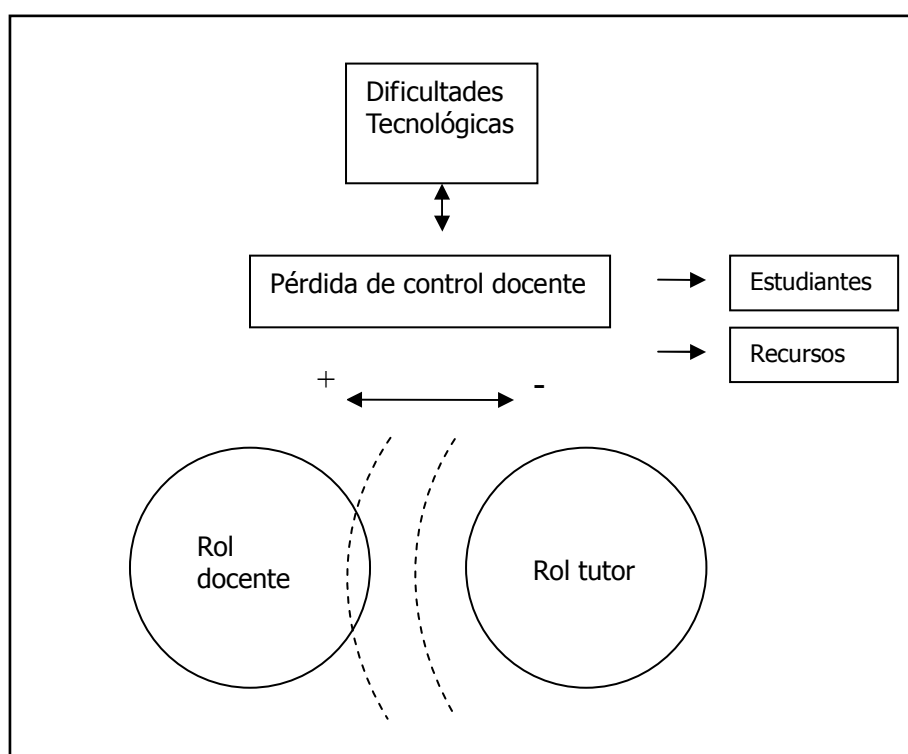 Dificultades
Tecnológicas
Pérdida de control docente
Estudiantes
Recursos
+
-
Rol
docente
Rol tutor